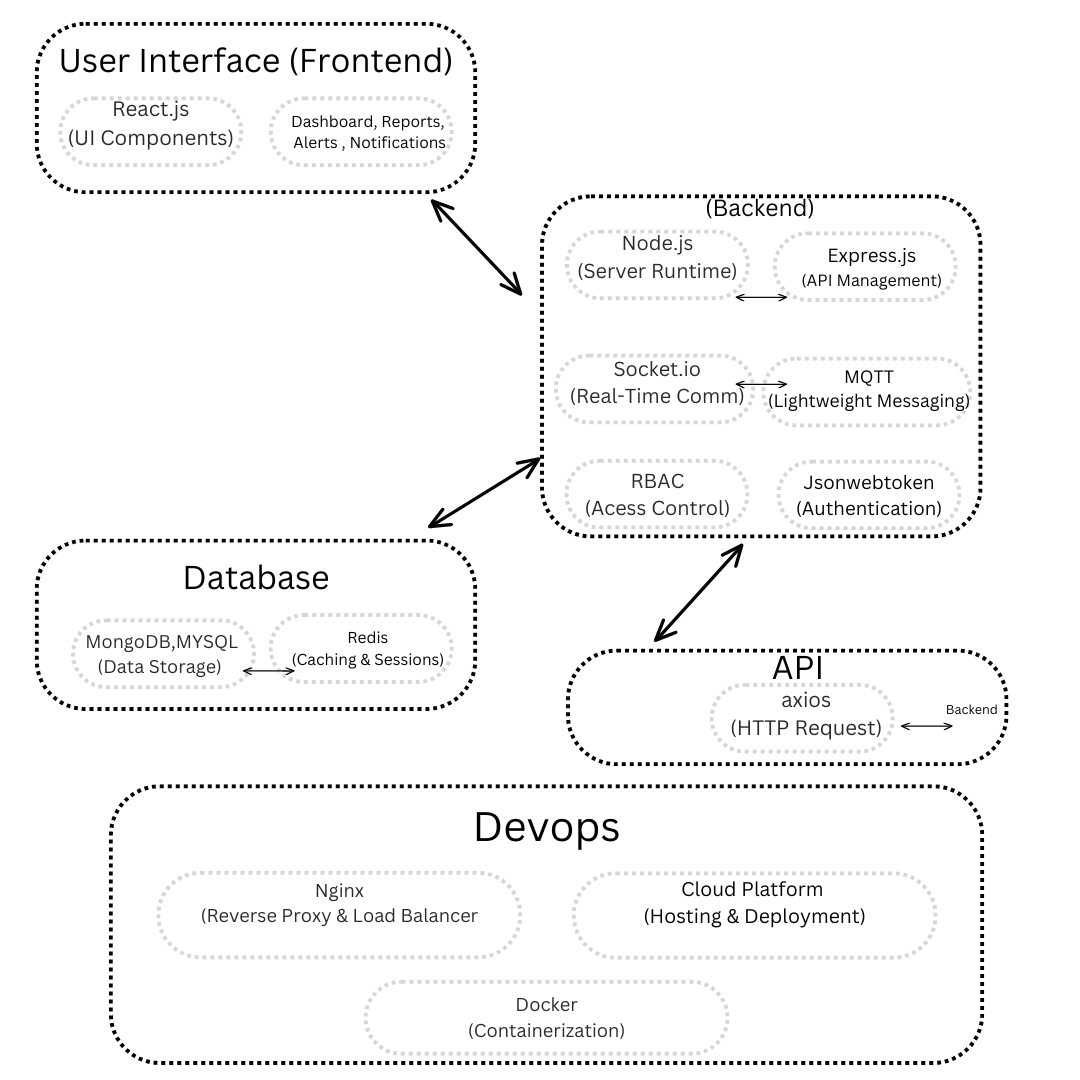 User Interface (Frontend)
React.js
(UI Components)
Dashboard, Reports,
Alerts , Notifications
(Backend)
Node.js
(Server Runtime)
Express.js
(API Management)
Socket.io
(Real-Time Comm)
MQTT
(Lightweight Messaging)
RBAC
(Acess Control)
Jsonwebtoken
(Authentication)
Database
MongoDB,MYSQL
(Data Storage)
Redis
(Caching & Sessions)
API
axios
(HTTP Request)
Backend
Devops
Nginx
(Reverse Proxy & Load Balancer
Cloud Platform
(Hosting & Deployment)
Docker
(Containerization)